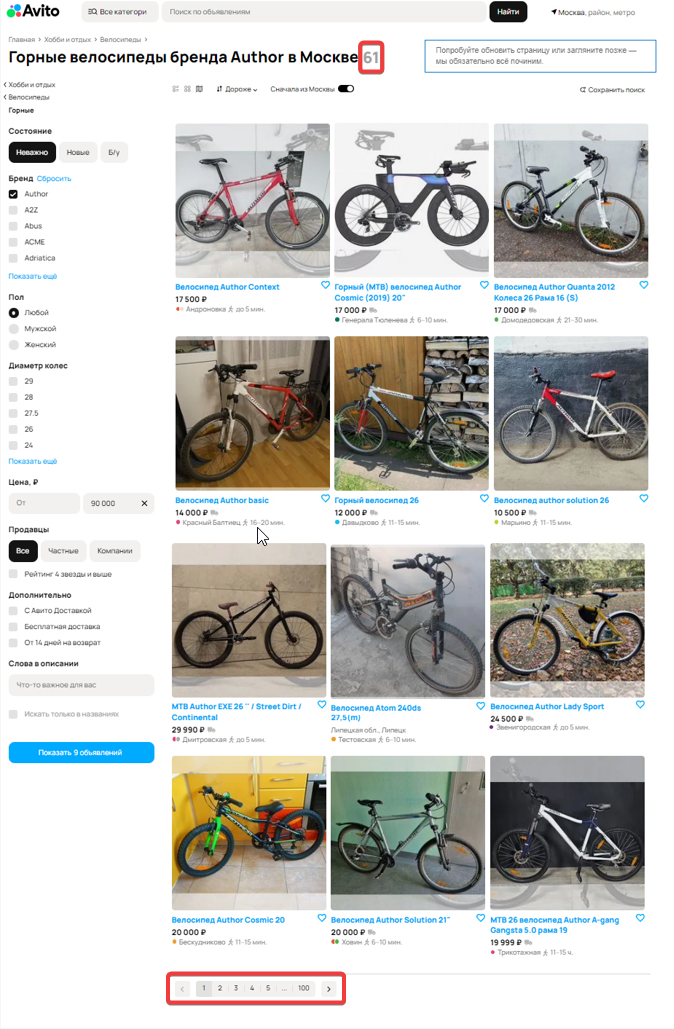 Avito
Все категори
Поиск по объявлениям
Найти
Москва, район, метро
Главная › Хобби и отдых › Велосипеды ›
Горные велосипеды бренда Author в Москве 61
Попробуйте обновить страницу или загляните позже —
мы обязательно всё починим.
‹ Хобби и отдых
‹ Велосипеды
Горные
Дороже
Сначала из Москвы
Сохранить поиск
Состояние
Неважно
Новые
Б/у
Бренд Сбросить
Author
A2Z
Abus
ACME
Adriatica
Показать ещё
Пол
Любой
Мужской
Женский
Диаметр колес
29
28
27.5
26
24
Показать ещё
Цена, ₽
От
90 000
Продавцы
Все
Частные
Компании
Рейтинг 4 звезды и выше
Дополнительно
С Авито Доставкой
Бесплатная доставка
От 14 дней на возврат
Слова в описании
Что-то важное для вас
Искать только в названиях
Показать 9 объявлений
Велосипед Author Context
17 500 ₽
Андроновка до 5 мин.
Горный (MTB) велосипед Author
Cosmic (2019) 20"
17 000 ₽
Генерала Тюленева 6–10 мин.
Велосипед Author Quanta 2012
Колеса 26 Рама 16 (S)
17 000 ₽
Домодедовская 21–30 мин.
Велосипед Author basic
14 000 ₽
Красный Балтиец 16–20 мин.
Горный велосипед 26
12 000 ₽
Давыдково 11–15 мин.
Велосипед author solution 26
10 500 ₽
Марьино 11–15 мин.
MTB Author EXE 26 '' / Street Dirt /
Continental
29 990 ₽
Дмитровская до 5 мин.
Велосипед Atom 240ds
27,5(m)
Липецкая обл., Липецк
Тестовская 6–10 мин.
Велосипед Author Lady Sport
24 500 ₽
Звенигородская до 5 мин.
Велосипед Author Cosmic 20
20 000 ₽
Бескудниково 11–15 мин.
Велосипед Author Solution 21"
20 000 ₽
Ховин 6–10 мин.
MTB 26 велосипед Author A-gang
Gangsta 5.0 рама 19
19 999 ₽
Трикотажная 11–15 ч.
‹ 1 2 3 4 5 ... 100 ›